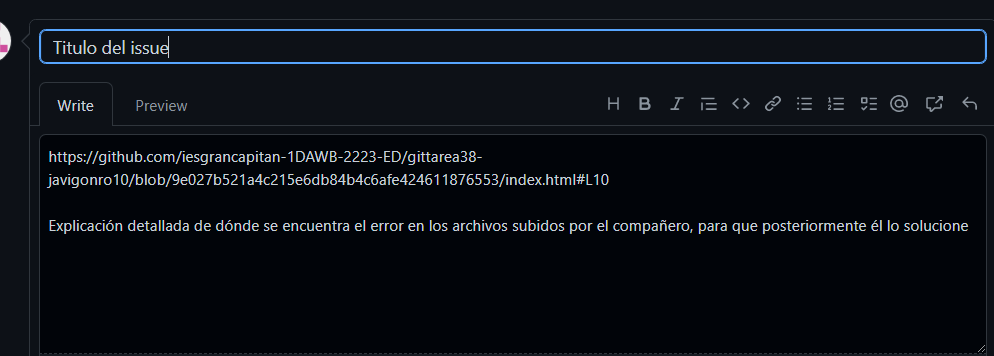 Titulo del issue
Write Preview
https://github.com/iesgrancapitan-1DAWB-2223-ED/gittarea38-
javigonro10/blob/9e027b521a4c215e6db84b4c6afe424611876553/index.html#L10
Explicación detallada de dónde se encuentra el error en los archivos subidos por el compañero, para que posteriormente él lo solucione